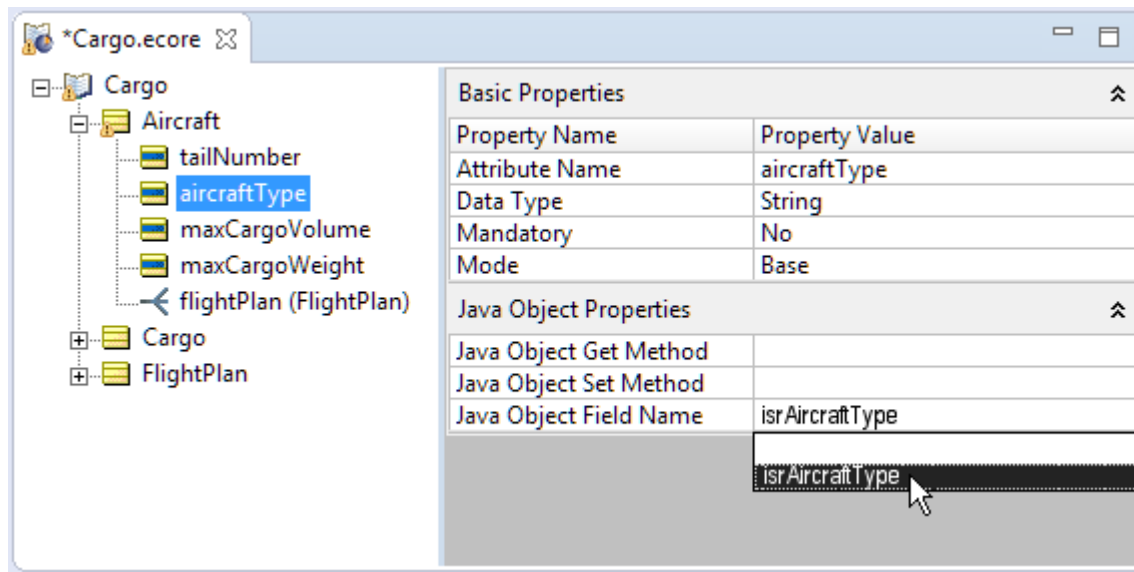 *Cargo.ecore
Cargo
Aircraft
tailNumber
aircraftType
maxCargoVolume
maxCargoWeight
flightPlan (FlightPlan)
Cargo
FlightPlan
Basic Properties
Property Name Property Value
Attribute Name aircraftType
Data Type String
Mandatory No
Mode Base
Java Object Properties
Java Object Get Method
Java Object Set Method
Java Object Field Name isrAircraftType
isrAircraftType